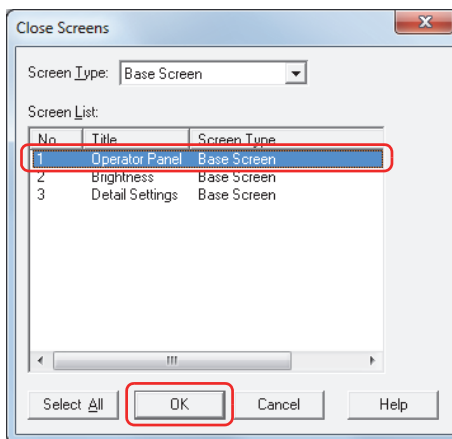 Close Screens
Screen Type: Base Screen
Screen List:
No. Title Screen Type
1 Operator Panel Base Screen
2 Brightness Base Screen
3 Detail Settings Base Screen
Select All OK Cancel Help